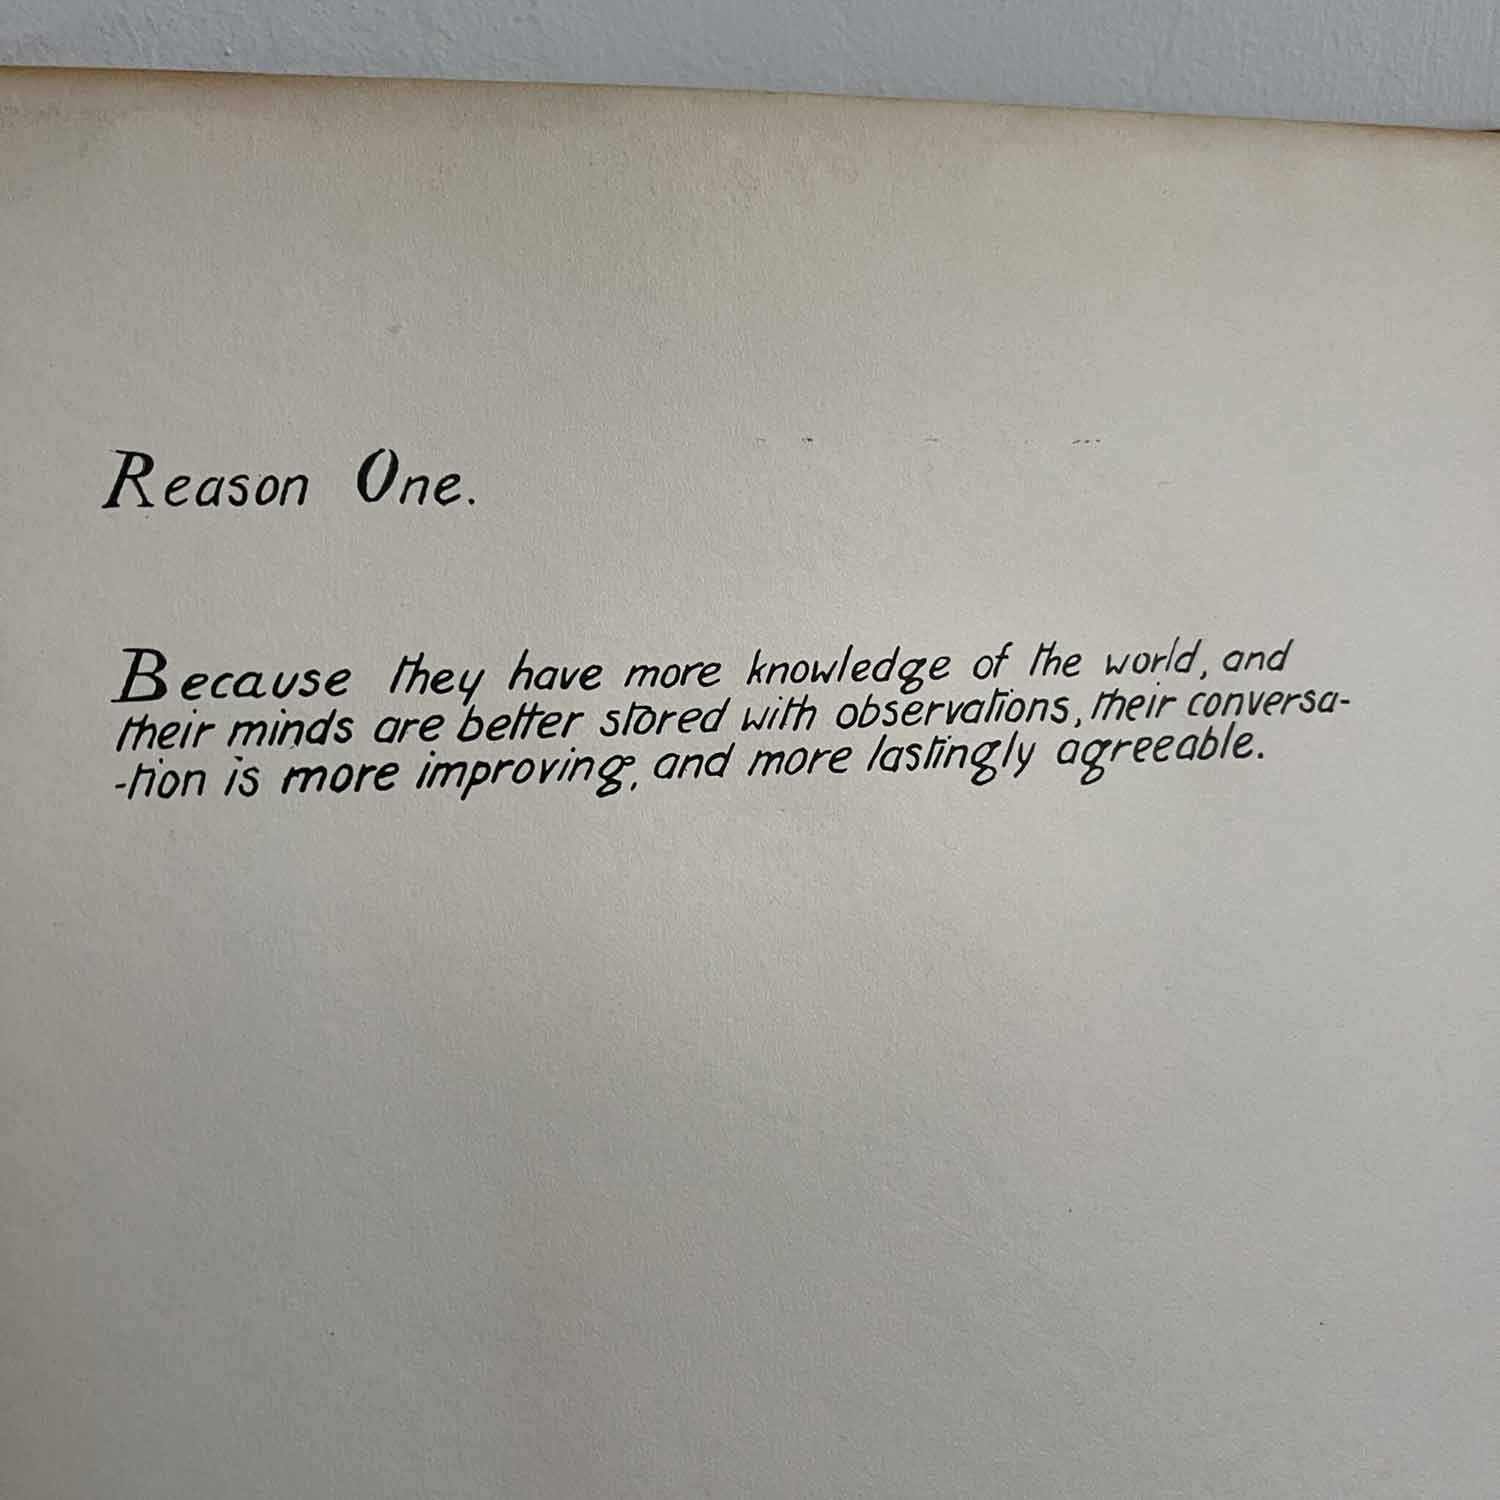 Reason One.
Because they have more knowledge of the world, and
their minds are better stored with observations, their conversa-
-tion is more improving, and more lastingly agreeable.